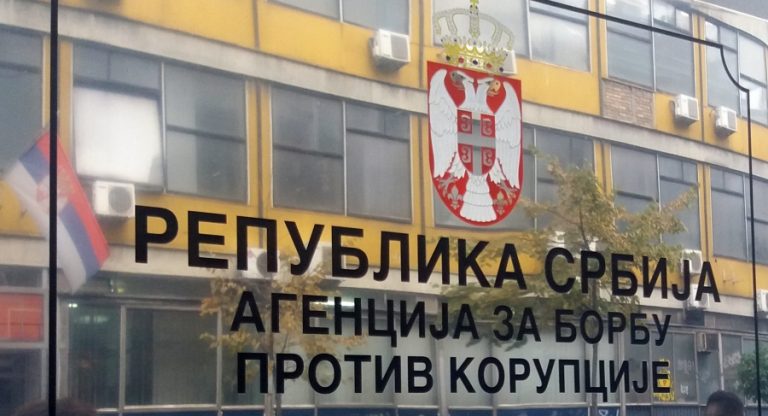 РЕПУБЛИКА СРБИЈА
АГЕНЦИЈА ЗА БОРБУ
ПРОТИВ КОРУПЦИЈЕ